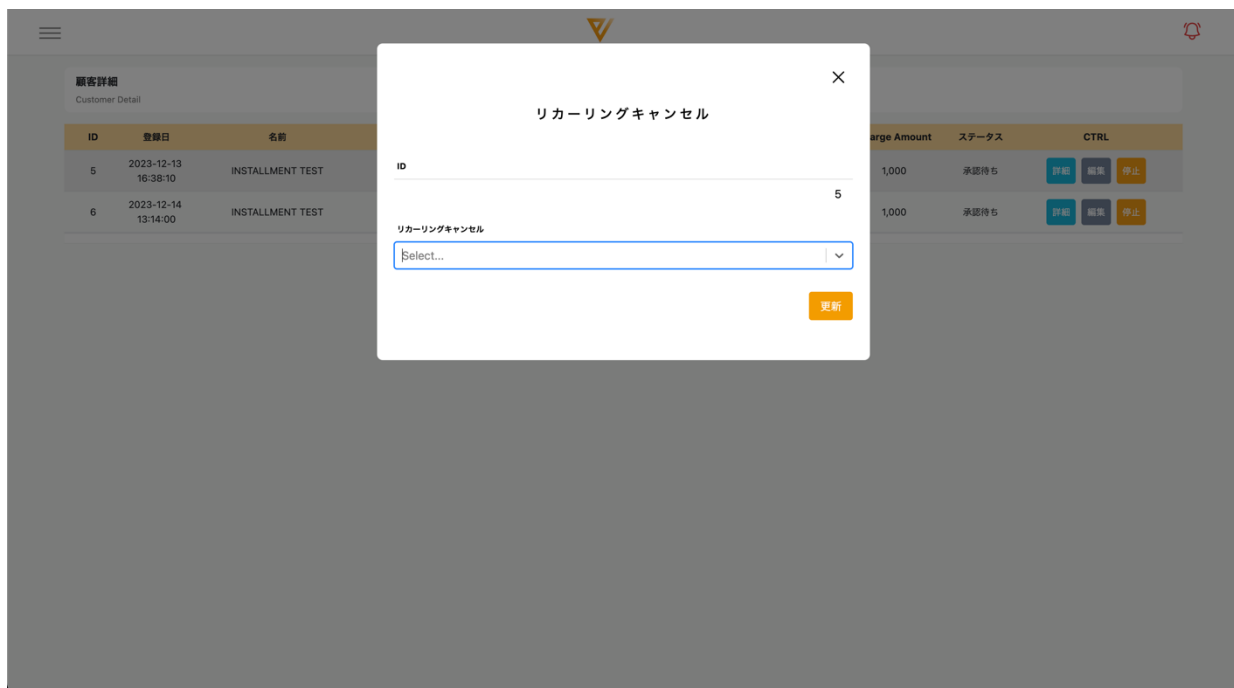 顧客詳細
Customer Detail
リカーリングキャンセル
ID
5
リカーリングキャンセル
Select...
更新
ID 登録日 名前 arge Amount ステータス CTRL
5 2023-12-13 16:38:10 INSTALLMENT TEST 1,000 承認待ち 詳細 編集 停止
6 2023-12-14 13:14:00 INSTALLMENT TEST 1,000 承認待ち 詳細 編集 停止